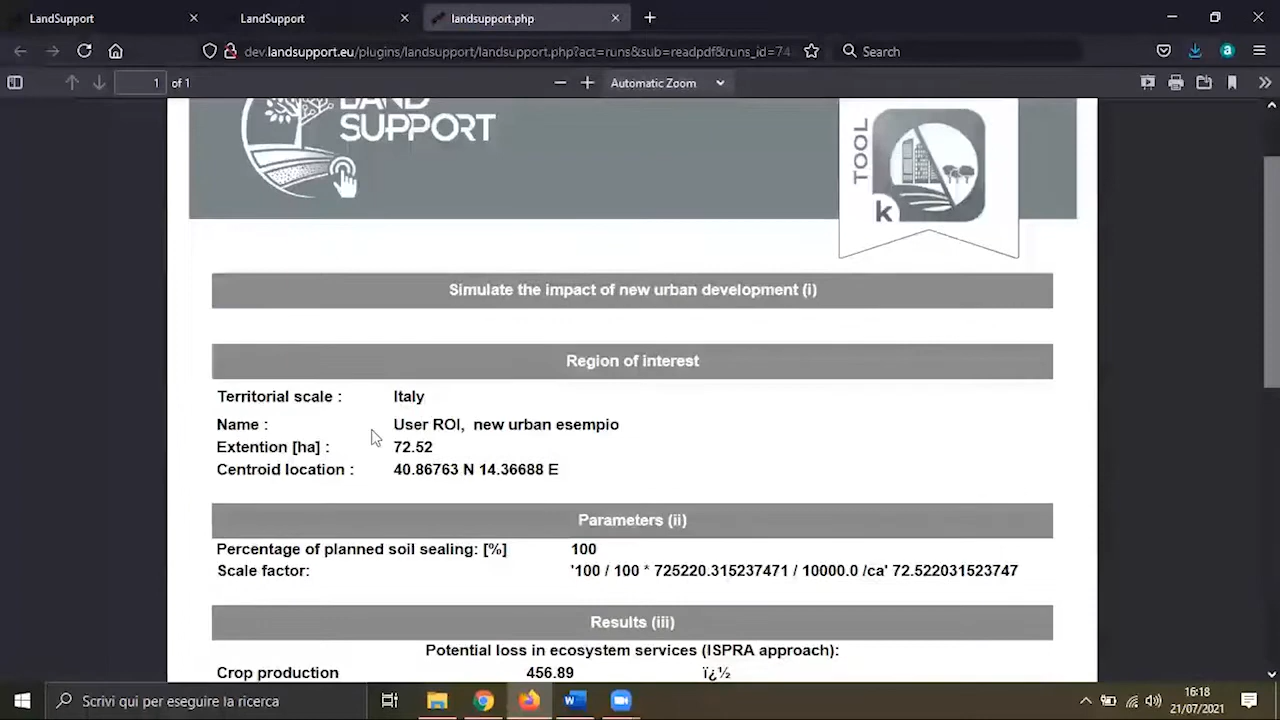 LandSupport
LandSupport
landsupport.php
dev.landsupport.eu/plugins/landsupport/landsupport.php?act=runs&sub=readpdf&runs_id=74
Search
a
1 of 1
Automatic Zoom
LAND
SUPPORT
TOOL
k
Simulate the impact of new urban development (i)
Region of interest
Territorial scale : Italy
Name : User ROI, new urban esempio
Extention [ha] : 72.52
Centroid location : 40.86763 N 14.36688 E
Parameters (ii)
Percentage of planned soil sealing: [%] 100
Scale factor: '100 / 100 * 725220.315237471 / 10000.0 /ca' 72.522031523747
Results (iii)
Potential loss in ecosystem services (ISPRA approach):
Crop production 456.89 ï¿½
Scrivi qui per eseguire la ricerca
16:18
21/07/2021